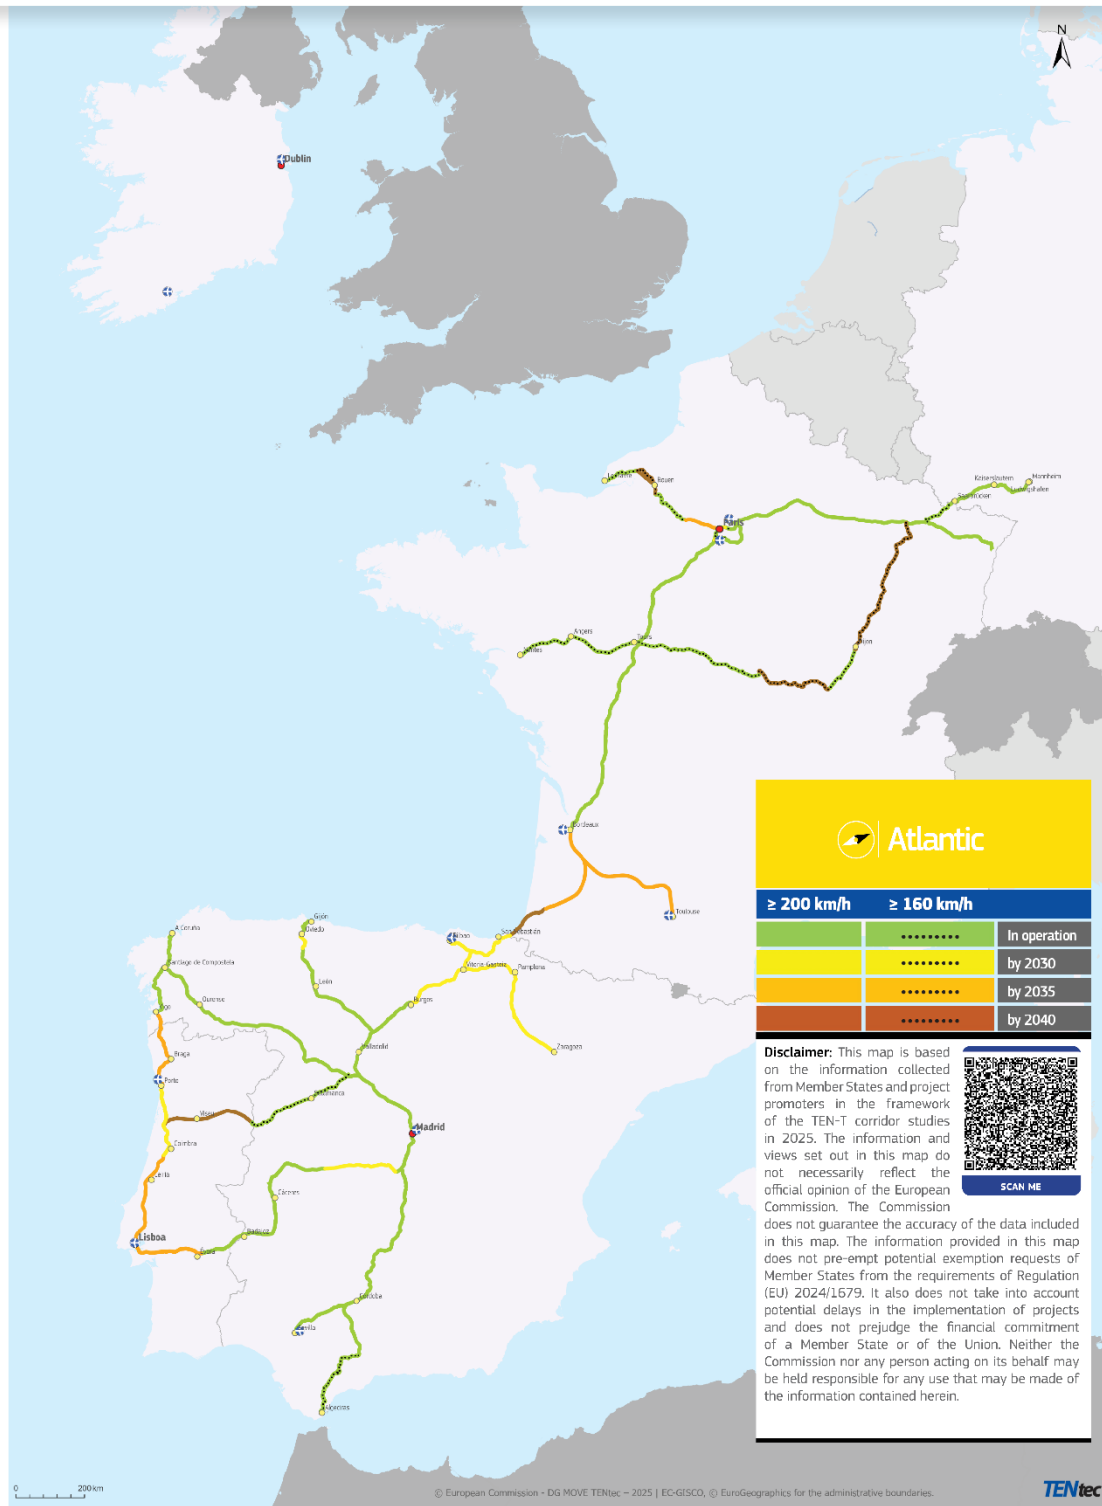 N
Dublin
Le Havre
Rouen
Paris
Kaiserslautern
Mannheim
Ludwigshafen
Saarbrücken
Angers
Tours
Nantes
Dijon
Bordeaux
Toulouse
Gijón
Oviedo
A Coruña
Santiago de Compostela
Bilbao
San Sebastián
Vitoria-Gasteiz
Pamplona
León
Ourense
Burgos
Valladolid
Zaragoza
Braga
Porto
Salamanca
Viseu
Madrid
Coimbra
Leiria
Cáceres
Lisboa
Badajoz
Évora
Córdoba
Sevilla
Algeciras
Atlantic
≥ 200 km/h ≥ 160 km/h
In operation
by 2030
by 2035
by 2040
Disclaimer: This map is based
on the information collected
from Member States and project
promoters in the framework
of the TEN-T corridor studies
in 2025. The information and
views set out in this map do
not necessarily reflect the
official opinion of the European
Commission. The Commission
does not guarantee the accuracy of the data included
in this map. The information provided in this map
does not pre-empt potential exemption requests of
Member States from the requirements of Regulation
(EU) 2024/1679. It also does not take into account
potential delays in the implementation of projects
and does not prejudge the financial commitment
of a Member State or of the Union. Neither the
Commission nor any person acting on its behalf may
be held responsible for any use that may be made of
the information contained herein.
SCAN ME
0 200 km
© European Commission - DG MOVE TENtec – 2025 | EC-GISCO, © EuroGeographics for the administrative boundaries.
TENtec